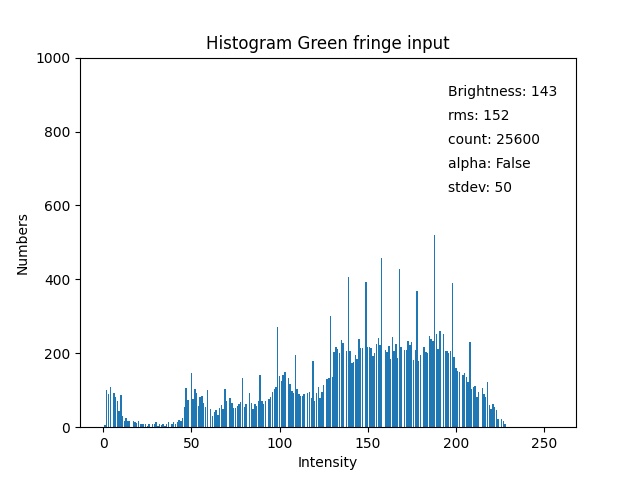 Histogram Green fringe input
1000
800
600
400
200
0
Numbers
Brightness: 143
rms: 152
count: 25600
alpha: False
stdev: 50
0 50 100 150 200 250
Intensity